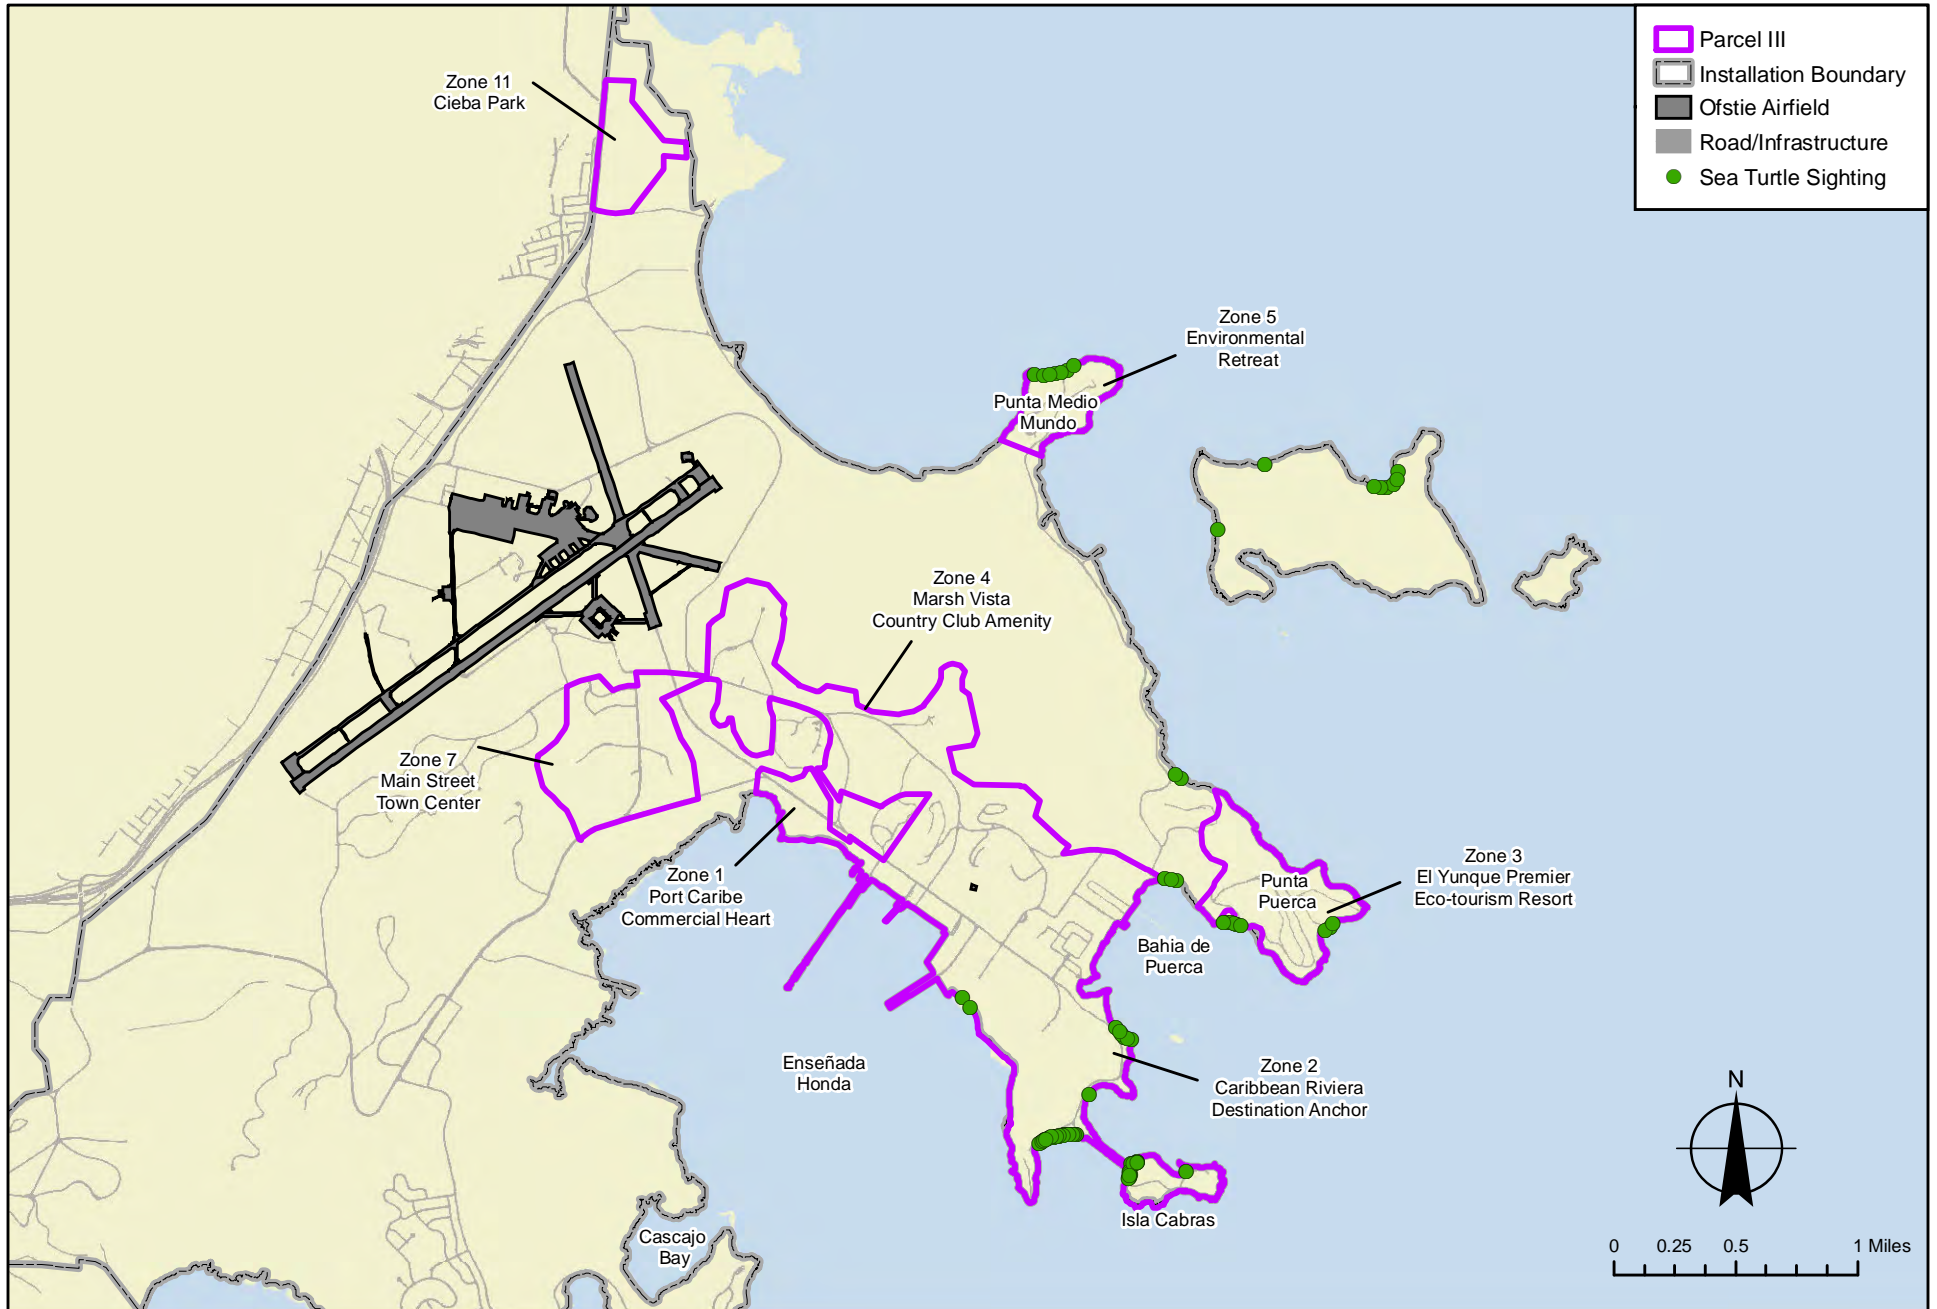 Parcel III
Installation Boundary
Ofstie Airfield
Road/Infrastructure
Sea Turtle Sighting
Zone 11
Cieba Park
Zone 5
Environmental
Retreat
Punta Medio
Mundo
Zone 4
Marsh Vista
Country Club Amenity
Zone 7
Main Street
Town Center
Zone 1
Port Caribe
Commercial Heart
Zone 3
El Yunque Premier
Eco-tourism Resort
Punta
Puerca
Bahia de
Puerca
Enseñada
Honda
Zone 2
Caribbean Riviera
Destination Anchor
Isla Cabras
Cascajo
Bay
N
0 0.25 0.5 1 Miles